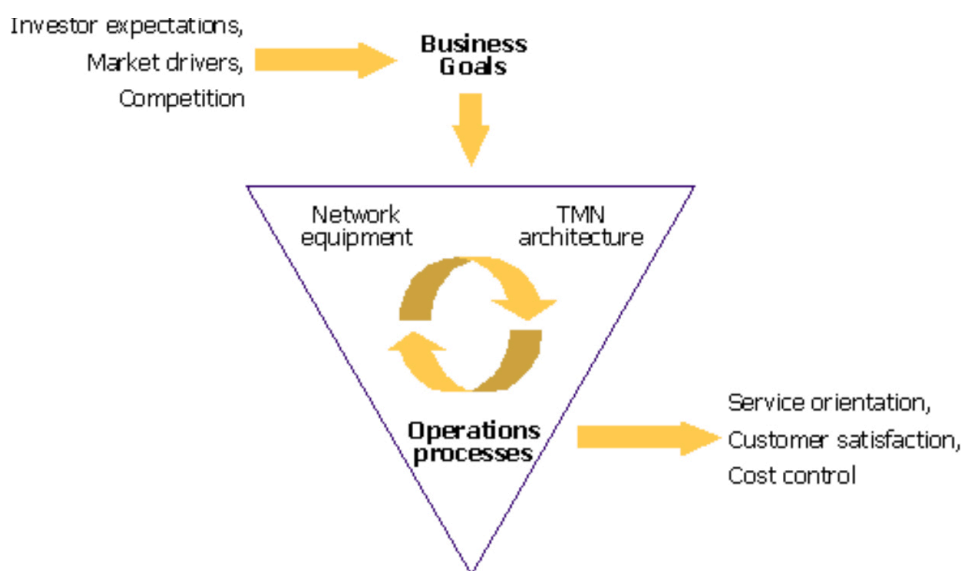 Investor expectations,
Market drivers,
Competition
Business
Goals
Network
equipment
TMN
architecture
Operations
processes
Service orientation,
Customer satisfaction,
Cost control